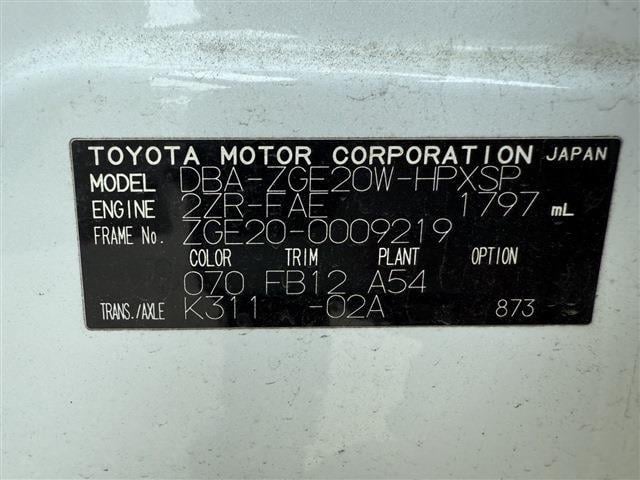 TOYOTA MOTOR CORPORATION JAPAN
MODEL DBA-ZGE20W-HPXSP
ENGINE 2ZR-FAE 1797 mL
FRAME No. ZGE20-0009219
COLOR TRIM PLANT OPTION
070 FB12 A54
TRANS./AXLE K311 -02A 873